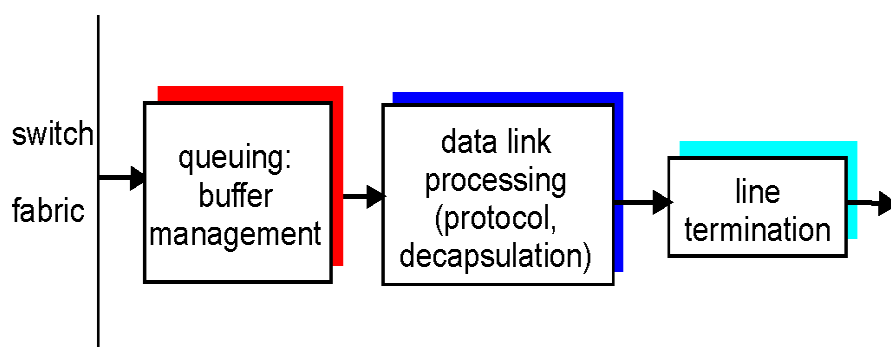 switch
fabric
queuing:
buffer
management
data link
processing
(protocol,
decapsulation)
line
termination